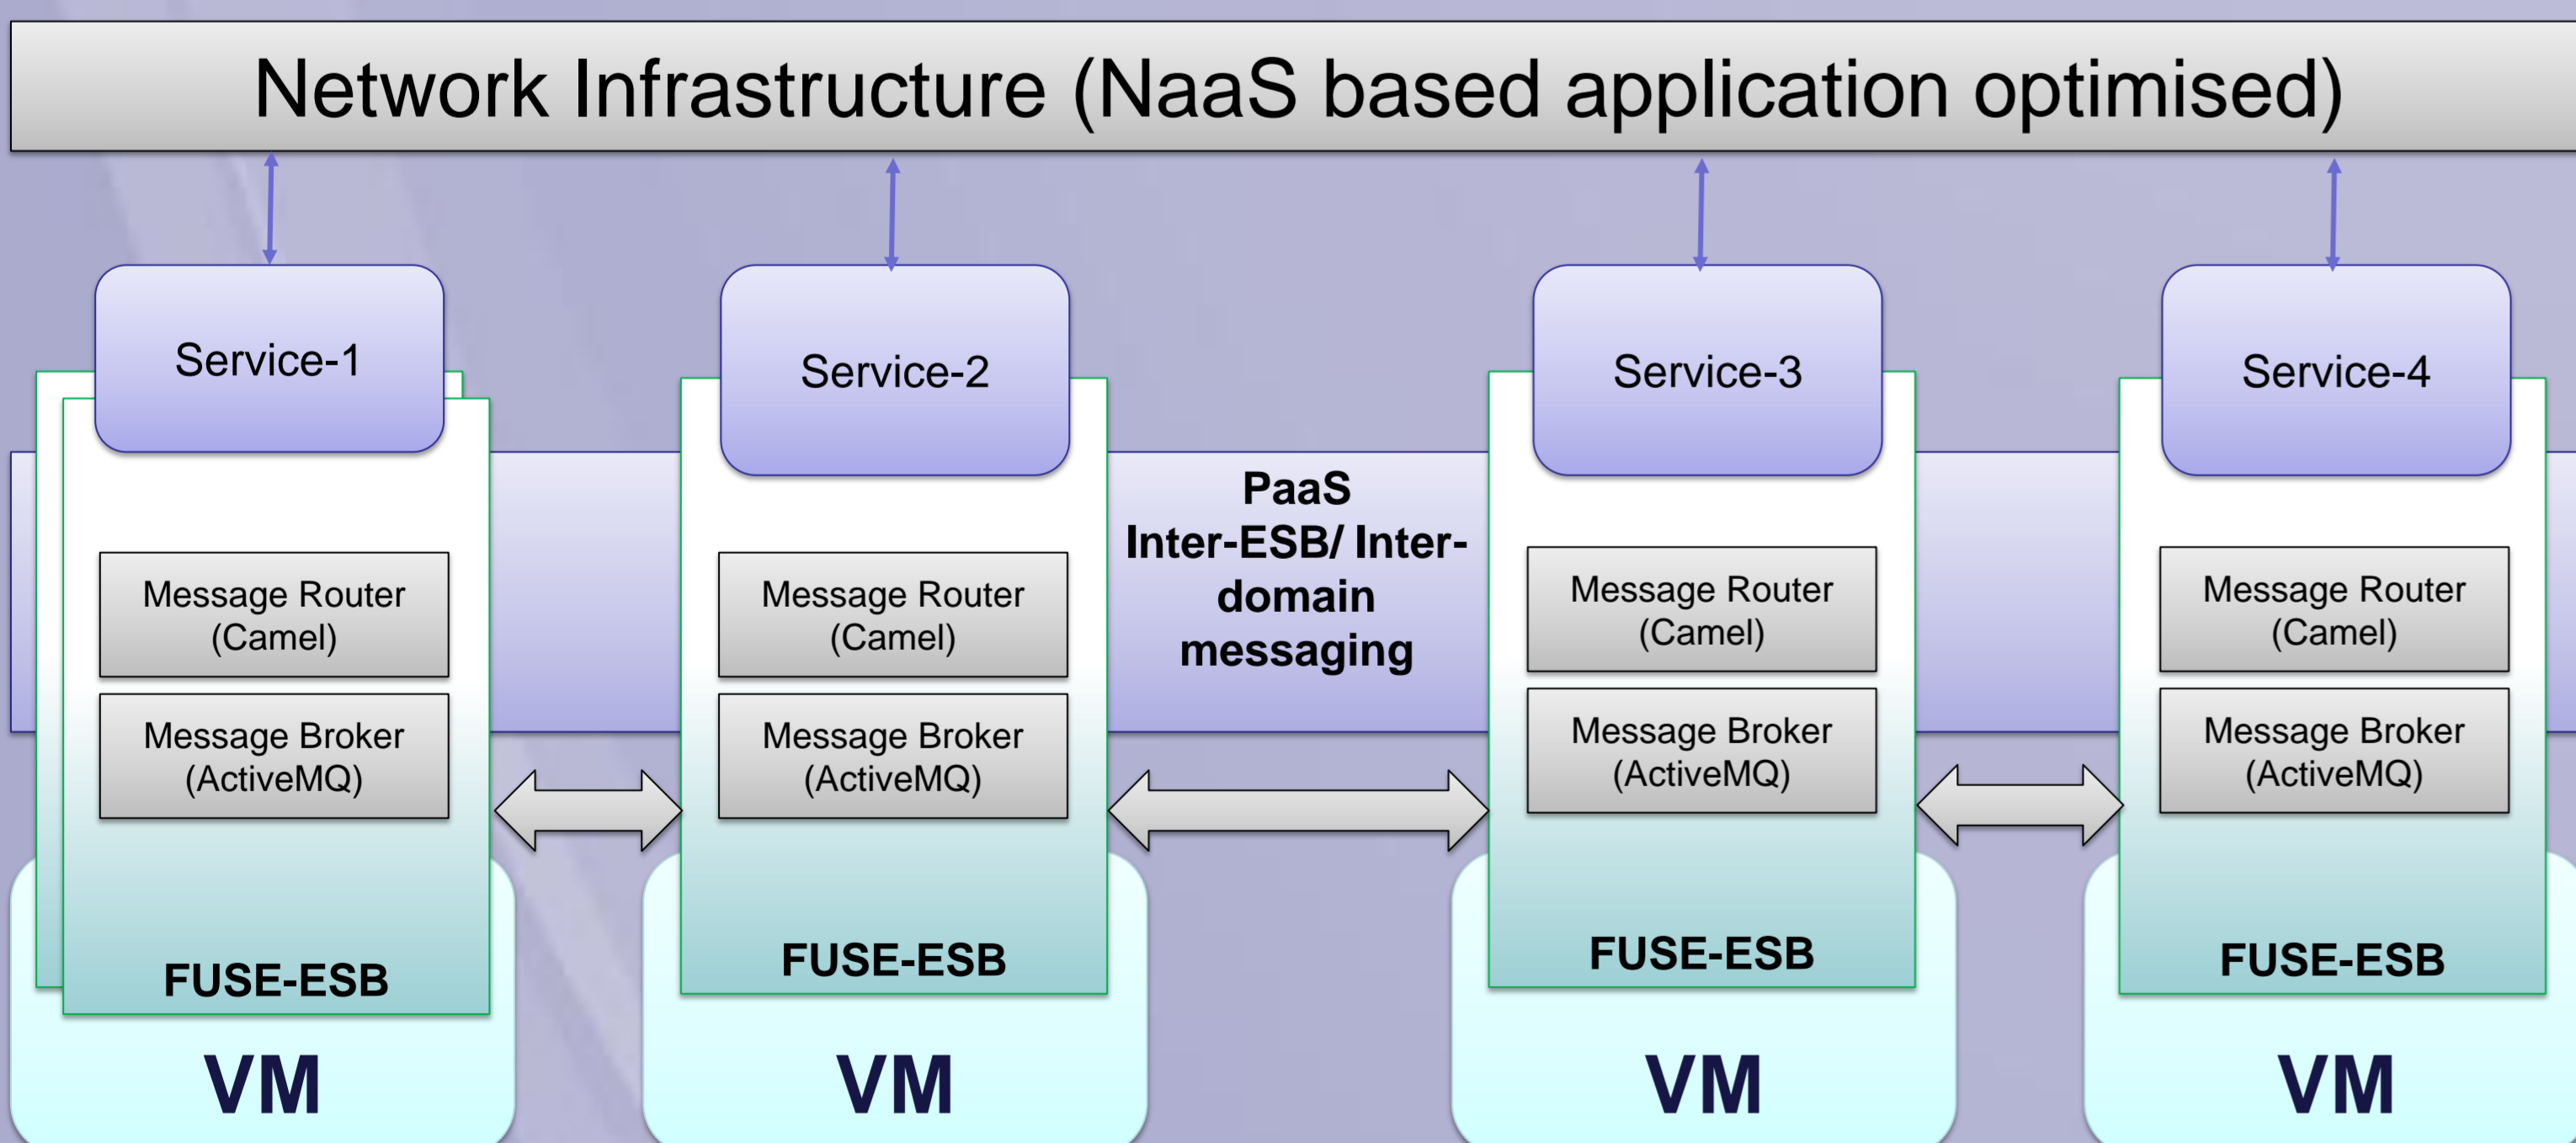 Network Infrastructure (NaaS based application optimised)
Service-1
Service-2
Service-3
Service-4
PaaS
Inter-ESB/ Inter-
domain
messaging
Message Router
(Camel)
Message Broker
(ActiveMQ)
FUSE-ESB
VM
Message Router
(Camel)
Message Broker
(ActiveMQ)
FUSE-ESB
VM
Message Router
(Camel)
Message Broker
(ActiveMQ)
FUSE-ESB
VM
Message Router
(Camel)
Message Broker
(ActiveMQ)
FUSE-ESB
VM